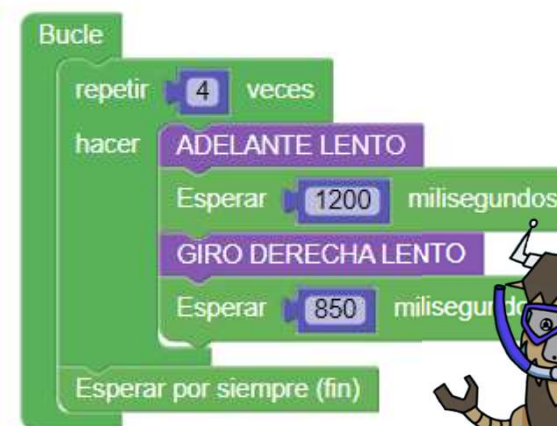 Bucle
repetir 4 veces
hacer ADELANTE LENTO
Esperar 1200 milisegundos
GIRO DERECHA LENTO
Esperar 850 milisegundos
Esperar por siempre (fin)